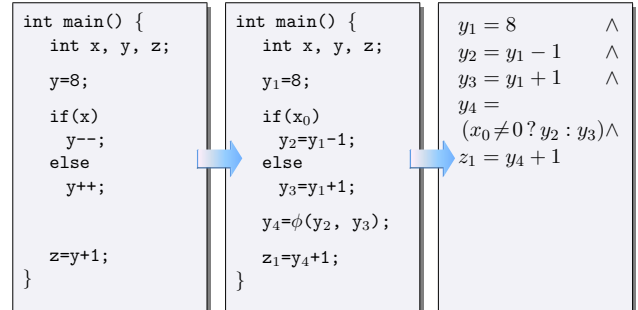 int main() {
int x, y, z;
y=8;
if(x)
y--;
else
y++;
z=y+1;
}
int main() {
int x, y, z;
y₁=8;
if(x₀)
y₂=y₁-1;
else
y₃=y₁+1;
y₄=ϕ(y₂, y₃);
z₁=y₄+1;
}
y₁ = 8 ∧
y₂ = y₁ − 1 ∧
y₃ = y₁ + 1 ∧
y₄ =
(x₀ ≠ 0 ? y₂ : y₃)∧
z₁ = y₄ + 1